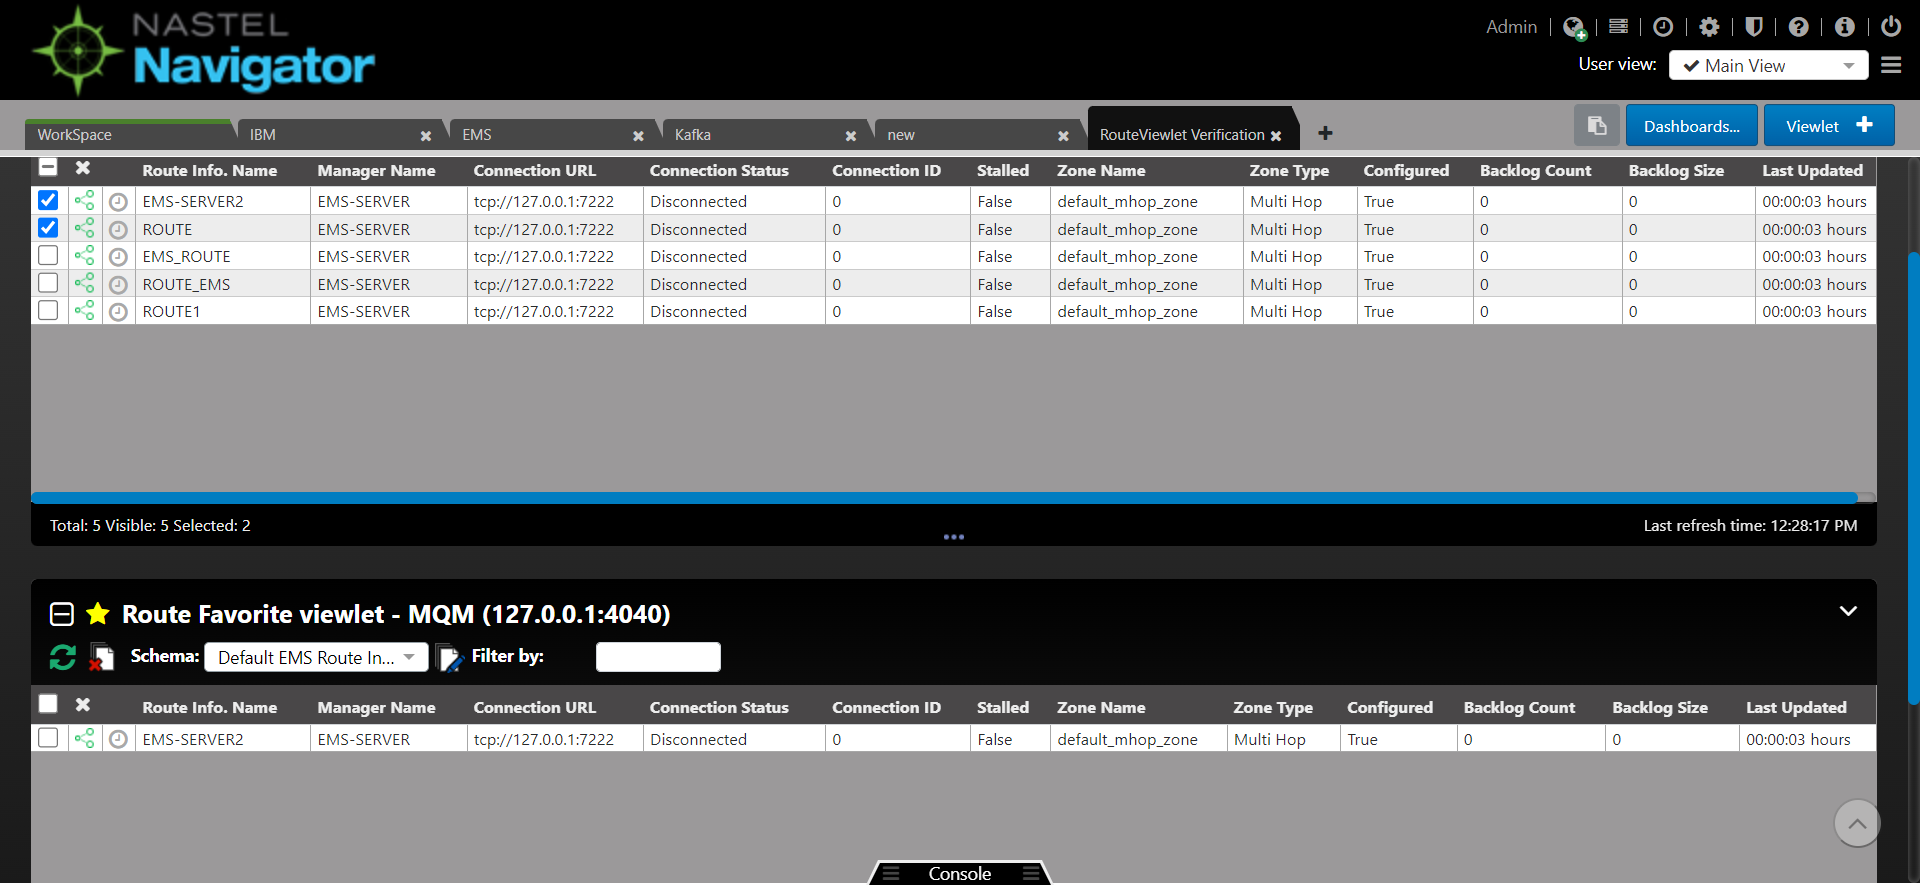 NASTEL
Navigator
Admin
User view: Main View
WorkSpace IBM EMS Kafka new RouteViewlet Verification Dashboards... Viewlet
Route Info. Name Manager Name Connection URL Connection Status Connection ID Stalled Zone Name Zone Type Configured Backlog Count Backlog Size Last Updated
EMS-SERVER2 EMS-SERVER tcp://127.0.0.1:7222 Disconnected 0 False default_mhop_zone Multi Hop True 0 0 00:00:03 hours
ROUTE EMS-SERVER tcp://127.0.0.1:7222 Disconnected 0 False default_mhop_zone Multi Hop True 0 0 00:00:03 hours
EMS_ROUTE EMS-SERVER tcp://127.0.0.1:7222 Disconnected 0 False default_mhop_zone Multi Hop True 0 0 00:00:03 hours
ROUTE_EMS EMS-SERVER tcp://127.0.0.1:7222 Disconnected 0 False default_mhop_zone Multi Hop True 0 0 00:00:03 hours
ROUTE1 EMS-SERVER tcp://127.0.0.1:7222 Disconnected 0 False default_mhop_zone Multi Hop True 0 0 00:00:03 hours
Total: 5 Visible: 5 Selected: 2 Last refresh time: 12:28:17 PM
Route Favorite viewlet - MQM (127.0.0.1:4040)
Schema: Default EMS Route In... Filter by:
Route Info. Name Manager Name Connection URL Connection Status Connection ID Stalled Zone Name Zone Type Configured Backlog Count Backlog Size Last Updated
EMS-SERVER2 EMS-SERVER tcp://127.0.0.1:7222 Disconnected 0 False default_mhop_zone Multi Hop True 0 0 00:00:03 hours
Console